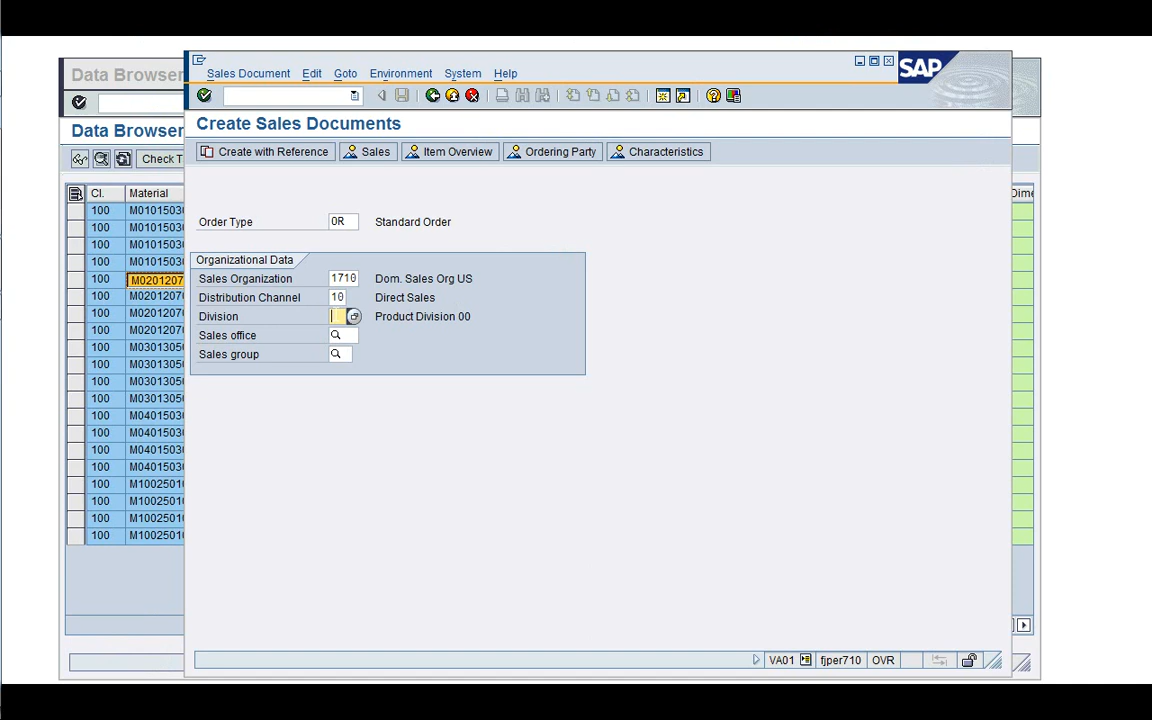 Data Browser
Sales Document Edit Goto Environment System Help
SAP
Create Sales Documents
Data Browser
Create with Reference Sales Item Overview Ordering Party Characteristics
Check T
Cl. Material
Order Type OR Standard Order
Organizational Data
Sales Organization 1710 Dom. Sales Org US
Distribution Channel 10 Direct Sales
Division Product Division 00
Sales office
Sales group
Dime
100 M0101503
100 M0101503
100 M0101503
100 M0101503
100 M0201207
100 M0201207
100 M0201207
100 M0201207
100 M0301305
100 M0301305
100 M0301305
100 M0301305
100 M0401503
100 M0401503
100 M0401503
100 M0401503
100 M1002501
100 M1002501
100 M1002501
100 M1002501
VA01 fjper710 OVR